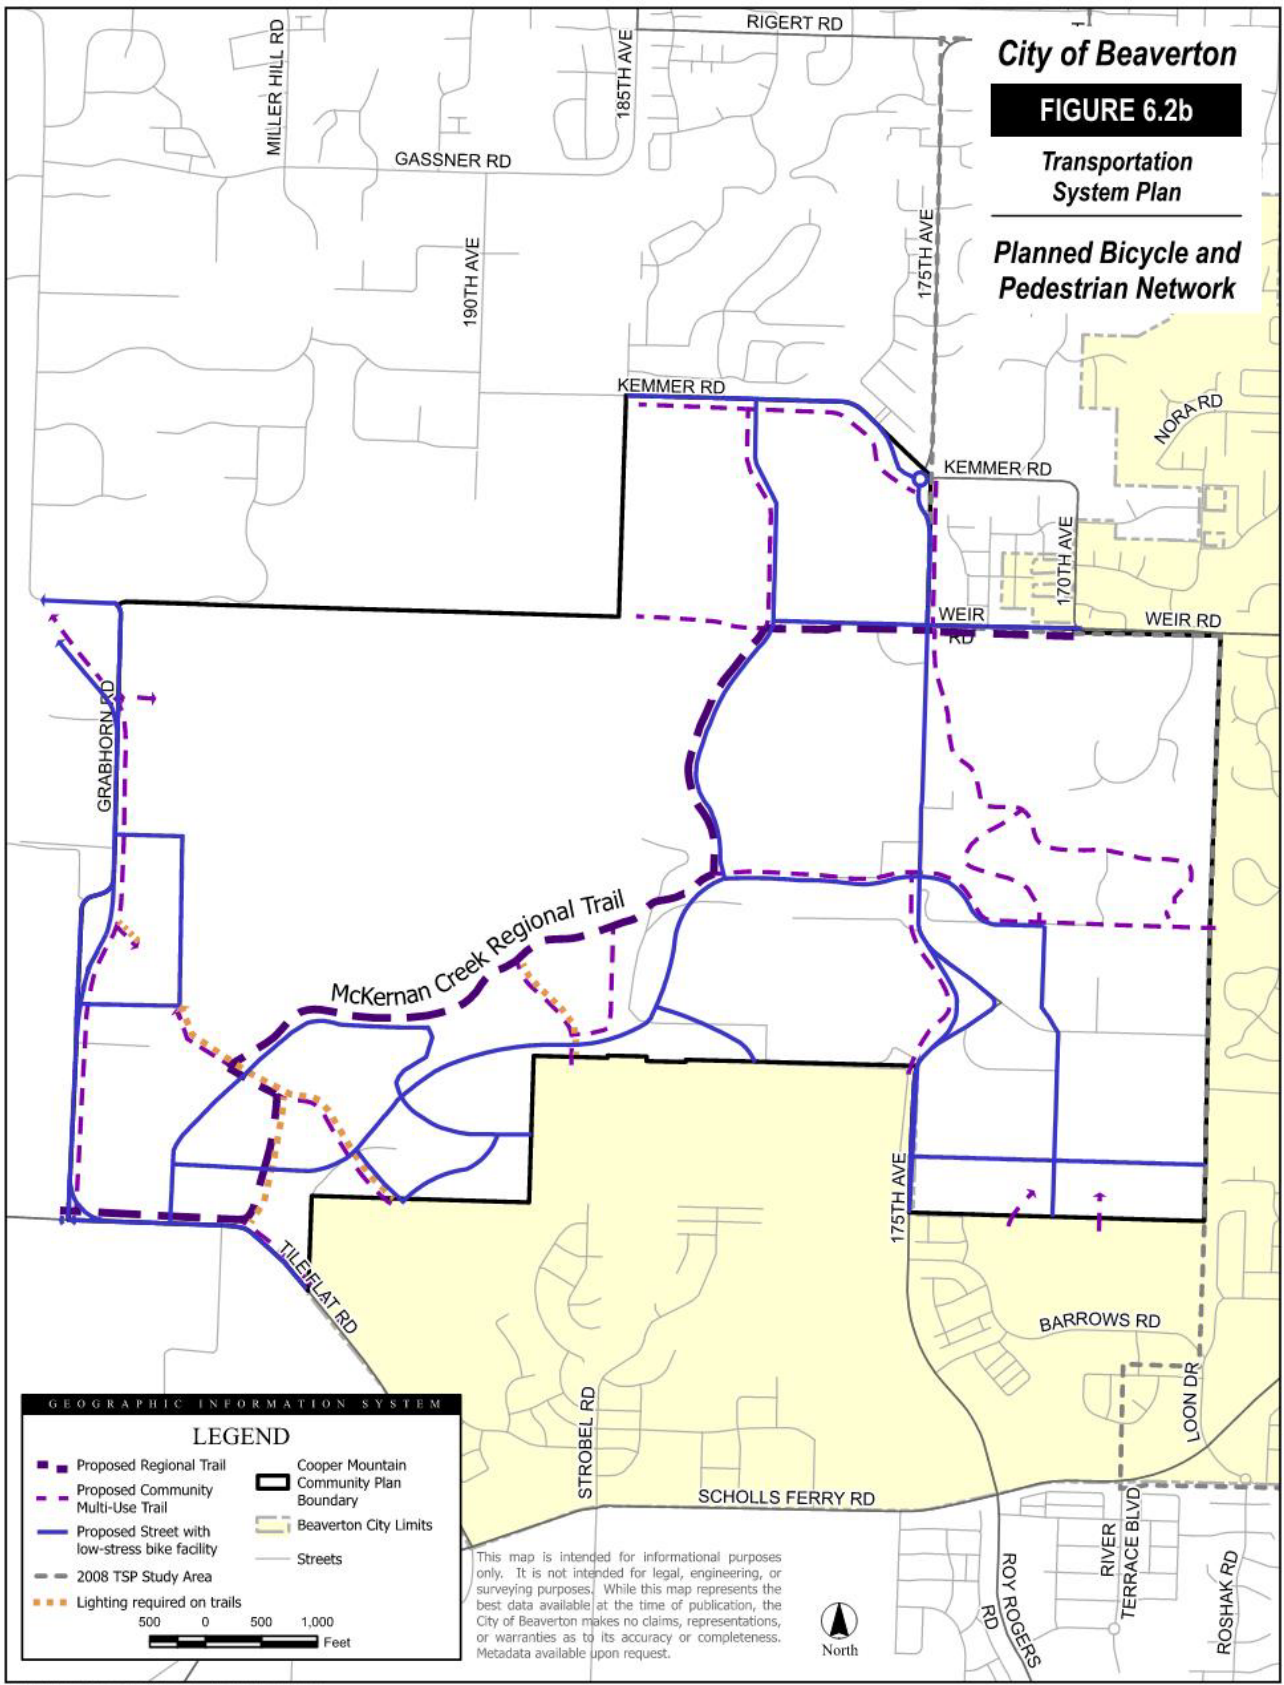 RIGERT RD
City of Beaverton
FIGURE 6.2b
Transportation
System Plan
Planned Bicycle and
Pedestrian Network
MILLER HILL RD
185TH AVE
GASSNER RD
175TH AVE
190TH AVE
KEMMER RD
NORA RD
KEMMER RD
170TH AVE
WEIR
RD
WEIR RD
GRABHORN RD
McKernan Creek Regional Trail
175TH AVE
TILE FLAT RD
BARROWS RD
LOON DR
STROBEL RD
SCHOLLS FERRY RD
RIVER
TERRACE BLVD
ROY ROGERS
RD
ROSHAK RD
GEOGRAPHIC INFORMATION SYSTEM
LEGEND
Proposed Regional Trail
Proposed Community
Multi-Use Trail
Proposed Street with
low-stress bike facility
2008 TSP Study Area
Lighting required on trails
Cooper Mountain
Community Plan
Boundary
Beaverton City Limits
Streets
500 0 500 1,000
Feet
This map is intended for informational purposes
only. It is not intended for legal, engineering, or
surveying purposes. While this map represents the
best data available at the time of publication, the
City of Beaverton makes no claims, representations,
or warranties as to its accuracy or completeness.
Metadata available upon request.
North